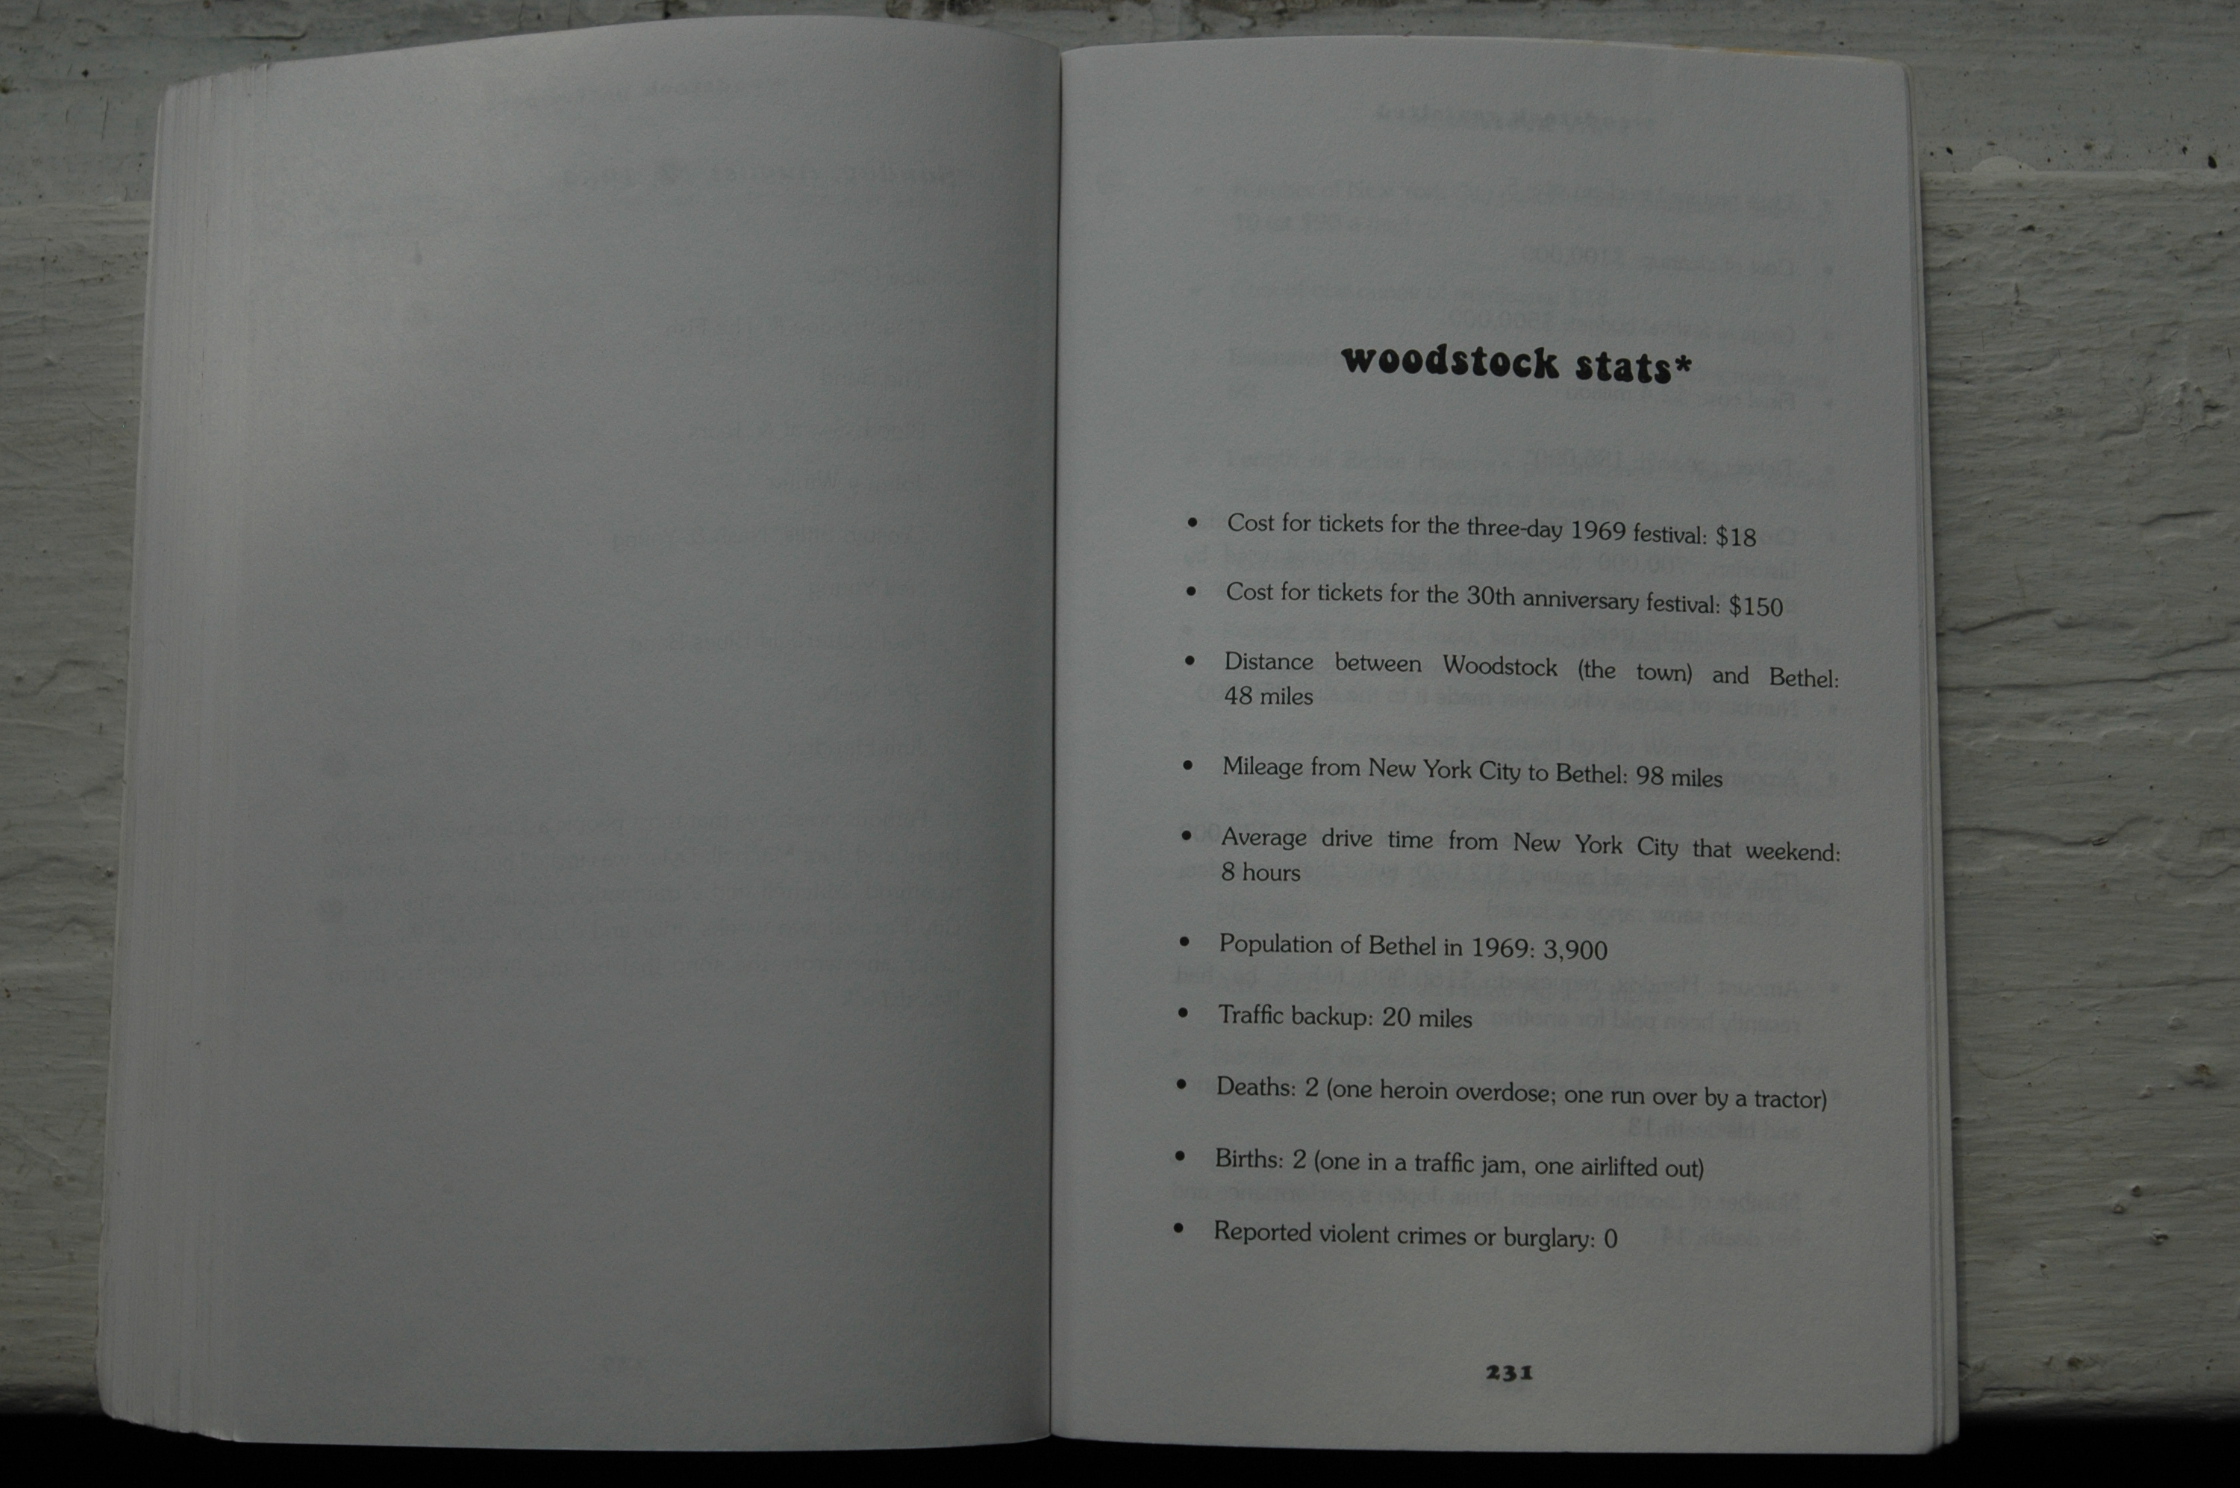 woodstock stats*
• Cost for tickets for the three-day 1969 festival: $18
• Cost for tickets for the 30th anniversary festival: $150
• Distance between Woodstock (the town) and Bethel:
48 miles
• Mileage from New York City to Bethel: 98 miles
• Average drive time from New York City that weekend:
8 hours
• Population of Bethel in 1969: 3,900
• Traffic backup: 20 miles
• Deaths: 2 (one heroin overdose; one run over by a tractor)
• Births: 2 (one in a traffic jam, one airlifted out)
• Reported violent crimes or burglary: 0
231